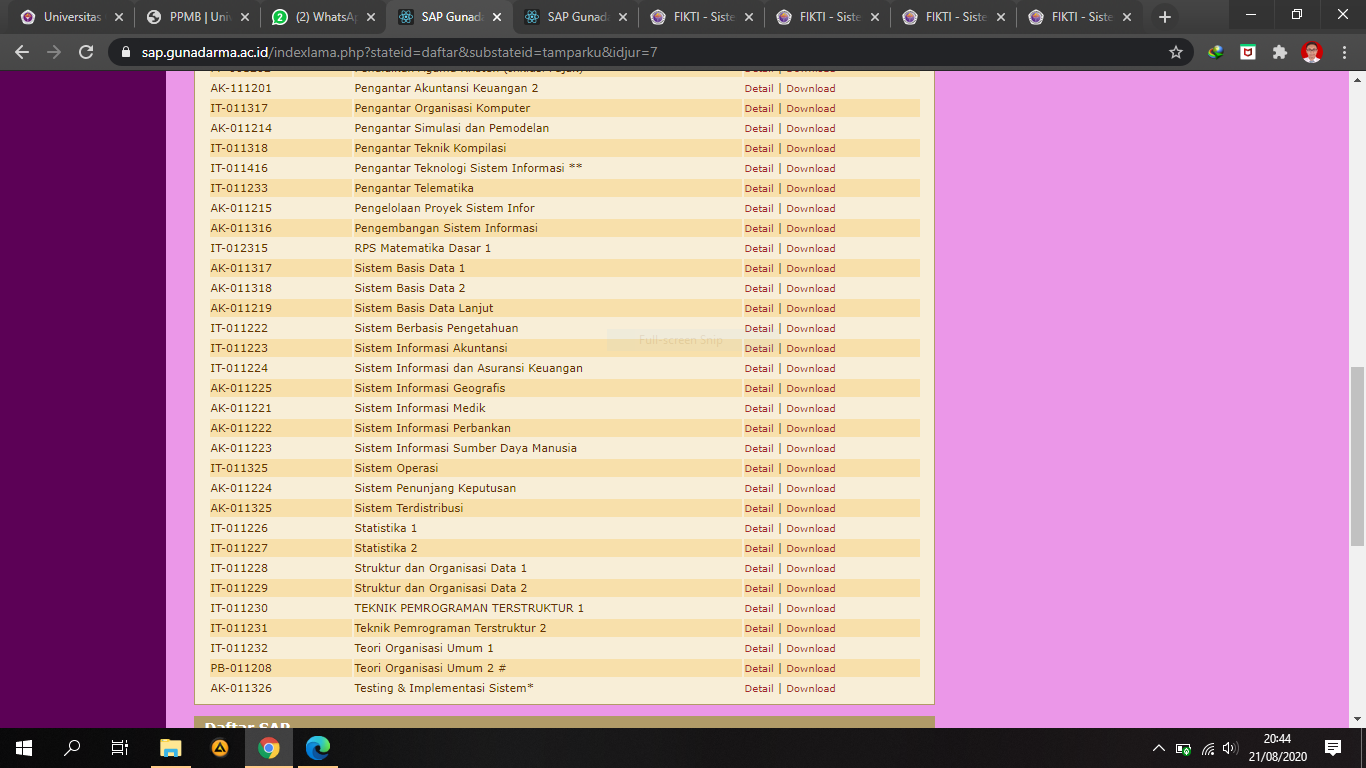 Universitas
PPMB | Univ
(2) WhatsAp
SAP Gunada
SAP Gunada
FIKTI - Siste
FIKTI - Siste
FIKTI - Siste
FIKTI - Siste
sap.gunadarma.ac.id/indexlama.php?stateid=daftar&substateid=tamparku&idjur=7
AK-111201 Pengantar Akuntansi Keuangan 2 Detail | Download
IT-011317 Pengantar Organisasi Komputer Detail | Download
AK-011214 Pengantar Simulasi dan Pemodelan Detail | Download
IT-011318 Pengantar Teknik Kompilasi Detail | Download
IT-011416 Pengantar Teknologi Sistem Informasi ** Detail | Download
IT-011233 Pengantar Telematika Detail | Download
AK-011215 Pengelolaan Proyek Sistem Infor Detail | Download
AK-011316 Pengembangan Sistem Informasi Detail | Download
IT-012315 RPS Matematika Dasar 1 Detail | Download
AK-011317 Sistem Basis Data 1 Detail | Download
AK-011318 Sistem Basis Data 2 Detail | Download
AK-011219 Sistem Basis Data Lanjut Detail | Download
IT-011222 Sistem Berbasis Pengetahuan Detail | Download
Full-screen Snip
IT-011223 Sistem Informasi Akuntansi Detail | Download
IT-011224 Sistem Informasi dan Asuransi Keuangan Detail | Download
AK-011225 Sistem Informasi Geografis Detail | Download
AK-011221 Sistem Informasi Medik Detail | Download
AK-011222 Sistem Informasi Perbankan Detail | Download
AK-011223 Sistem Informasi Sumber Daya Manusia Detail | Download
IT-011325 Sistem Operasi Detail | Download
AK-011224 Sistem Penunjang Keputusan Detail | Download
AK-011325 Sistem Terdistribusi Detail | Download
IT-011226 Statistika 1 Detail | Download
IT-011227 Statistika 2 Detail | Download
IT-011228 Struktur dan Organisasi Data 1 Detail | Download
IT-011229 Struktur dan Organisasi Data 2 Detail | Download
IT-011230 TEKNIK PEMROGRAMAN TERSTRUKTUR 1 Detail | Download
IT-011231 Teknik Pemrograman Terstruktur 2 Detail | Download
IT-011232 Teori Organisasi Umum 1 Detail | Download
PB-011208 Teori Organisasi Umum 2 # Detail | Download
AK-011326 Testing & Implementasi Sistem* Detail | Download
Daftar SAP
20:44
21/08/2020